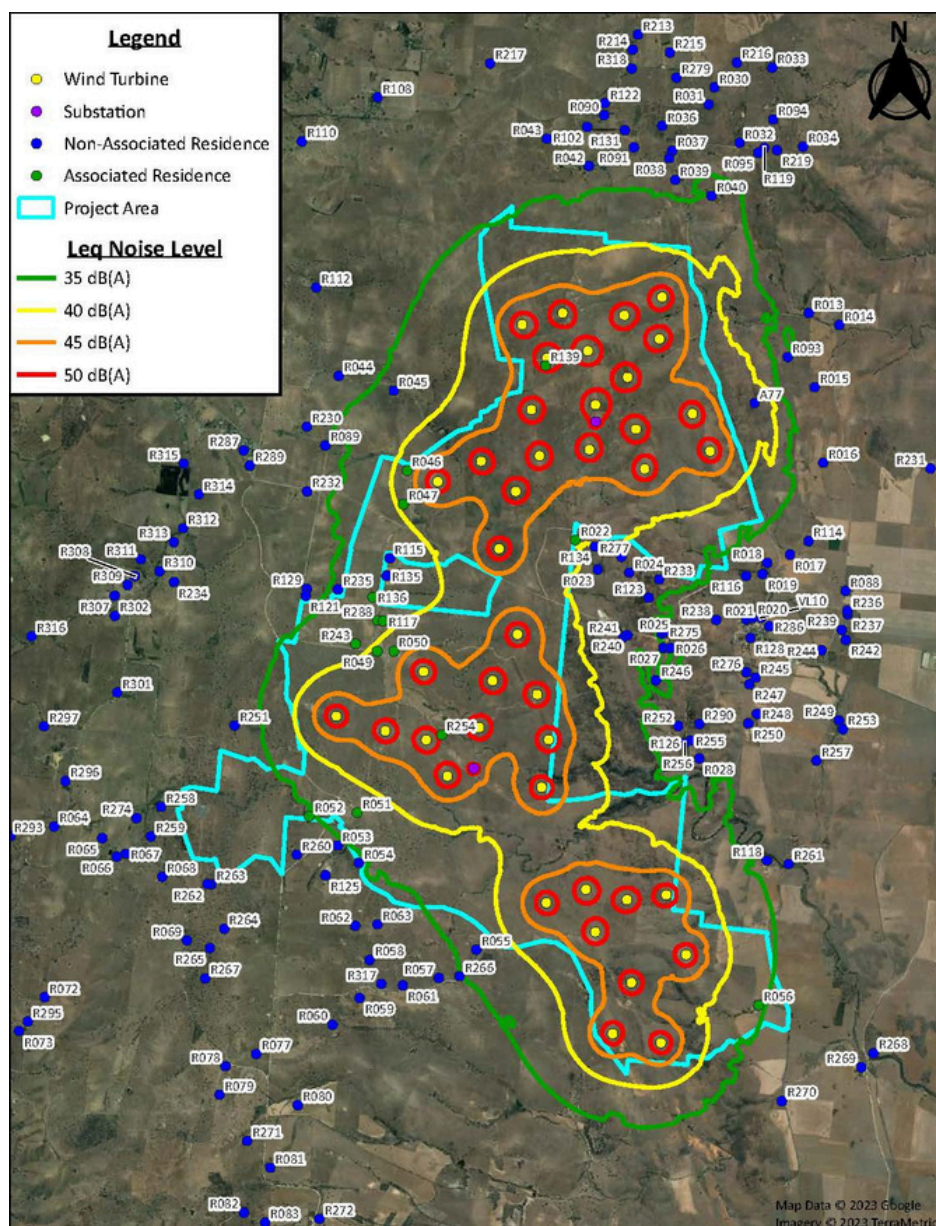 Legend
Wind Turbine
Substation
Non-Associated Residence
Associated Residence
Project Area
Leq Noise Level
35 dB(A)
40 dB(A)
45 dB(A)
50 dB(A)
N
R213
R214
R215
R217
R318
R216
R033
R279
R030
R108
R122
R031
R090
R094
R110
R043
R102
R036
R032
R034
R131
R037
R042
R091
R038
R095
R219
R039
R119
R040
R112
R013
R014
R093
R139
R044
R045
R015
A77
R230
R089
R287
R315
R289
R046
R016
R231
R232
R314
R047
R312
R313
R022
R114
R308
R311
R115
R134
R277
R018
R017
R310
R024
R309
R129
R235
R135
R023
R233
R116
R019
R088
R234
R121
R136
R123
R307
R302
R288
R238
R021
R020
VL10
R236
R316
R117
R241
R025
R275
R286
R239
R237
R243
R240
R128
R244
R242
R049
R050
R027
R026
R276
R245
R246
R247
R301
R297
R251
R254
R252
R290
R248
R249
R253
R126
R255
R250
R256
R257
R028
R296
R258
R052
R051
R274
R293
R064
R259
R053
R065
R260
R054
R067
R118
R261
R066
R068
R125
R262
R263
R062
R063
R264
R069
R055
R265
R058
R267
R317
R057
R266
R061
R072
R059
R056
R295
R060
R073
R077
R268
R078
R269
R079
R080
R270
R271
R081
R082
R083
R272
Map Data © 2023 Google
Imagery © 2023 TerraMetri